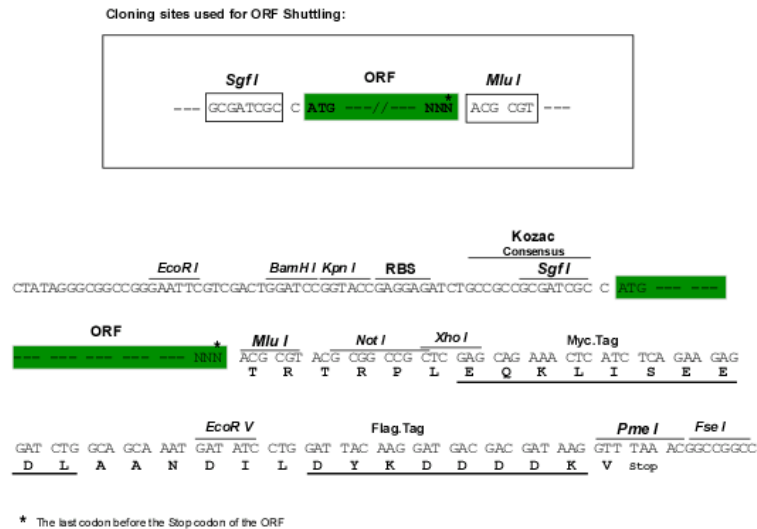 Cloning sites used for ORF Shuttling:
Sgf I ORF Mlu I
*
--- GCGATCGC C ATG ---//--- NNN ACG CGT ---
Kozac
Consensus
EcoR I BamH I Kpn I RBS Sgf I
CTATAGGGCGGCCGGGAATTCGTCGACTGGATCCGGTACCGAGGAGATCTGCCGCCGCGATCGC C ATG --- ---
ORF
* Mlu I Not I Xho I Myc.Tag
--- --- --- --- --- NNN ACG CGT ACG CGG CCG CTC GAG CAG AAA CTC ATC TCA GAA GAG
T R T R P L E Q K L I S E E
EcoR V Flag.Tag Pme I Fse I
GAT CTG GCA GCA AAT GAT ATC CTG GAT TAC AAG GAT GAC GAC GAT AAG GTT TAA ACGGCCGGCC
D L A A N D I L D Y K D D D D K V Stop
* The last codon before the Stop codon of the ORF